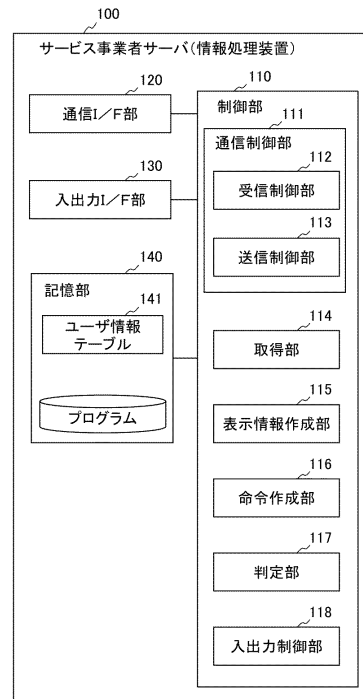 100
サービス事業者サーバ(情報処理装置)
120
通信I/F部
130
入出力I/F部
140
記憶部
141
ユーザ情報
テーブル
プログラム
110
制御部
111
通信制御部
112
受信制御部
113
送信制御部
114
取得部
115
表示情報作成部
116
命令作成部
117
判定部
118
入出力制御部